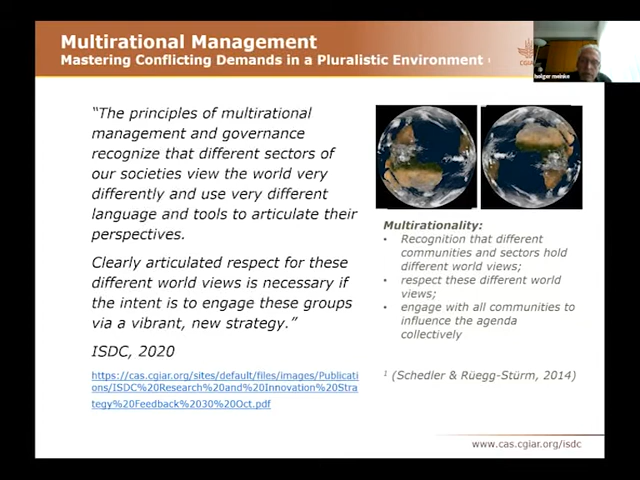 Multirational Management
Mastering Conflicting Demands in a Pluralistic Environment ¹
CGIAR
holger meinke
“The principles of multirational
management and governance
recognize that different sectors of
our societies view the world very
differently and use very different
language and tools to articulate their
perspectives.
Clearly articulated respect for these
different world views is necessary if
the intent is to engage these groups
via a vibrant, new strategy.”
ISDC, 2020
https://cas.cgiar.org/sites/default/files/images/Publicati
ons/ISDC%20Research%20and%20Innovation%20Stra
tegy%20Feedback%2030%20Oct.pdf
Multirationality:
• Recognition that different
communities and sectors hold
different world views;
• respect these different world
views;
• engage with all communities to
influence the agenda
collectively
¹ (Schedler & Rüegg-Stürm, 2014)
www.cas.cgiar.org/isdc